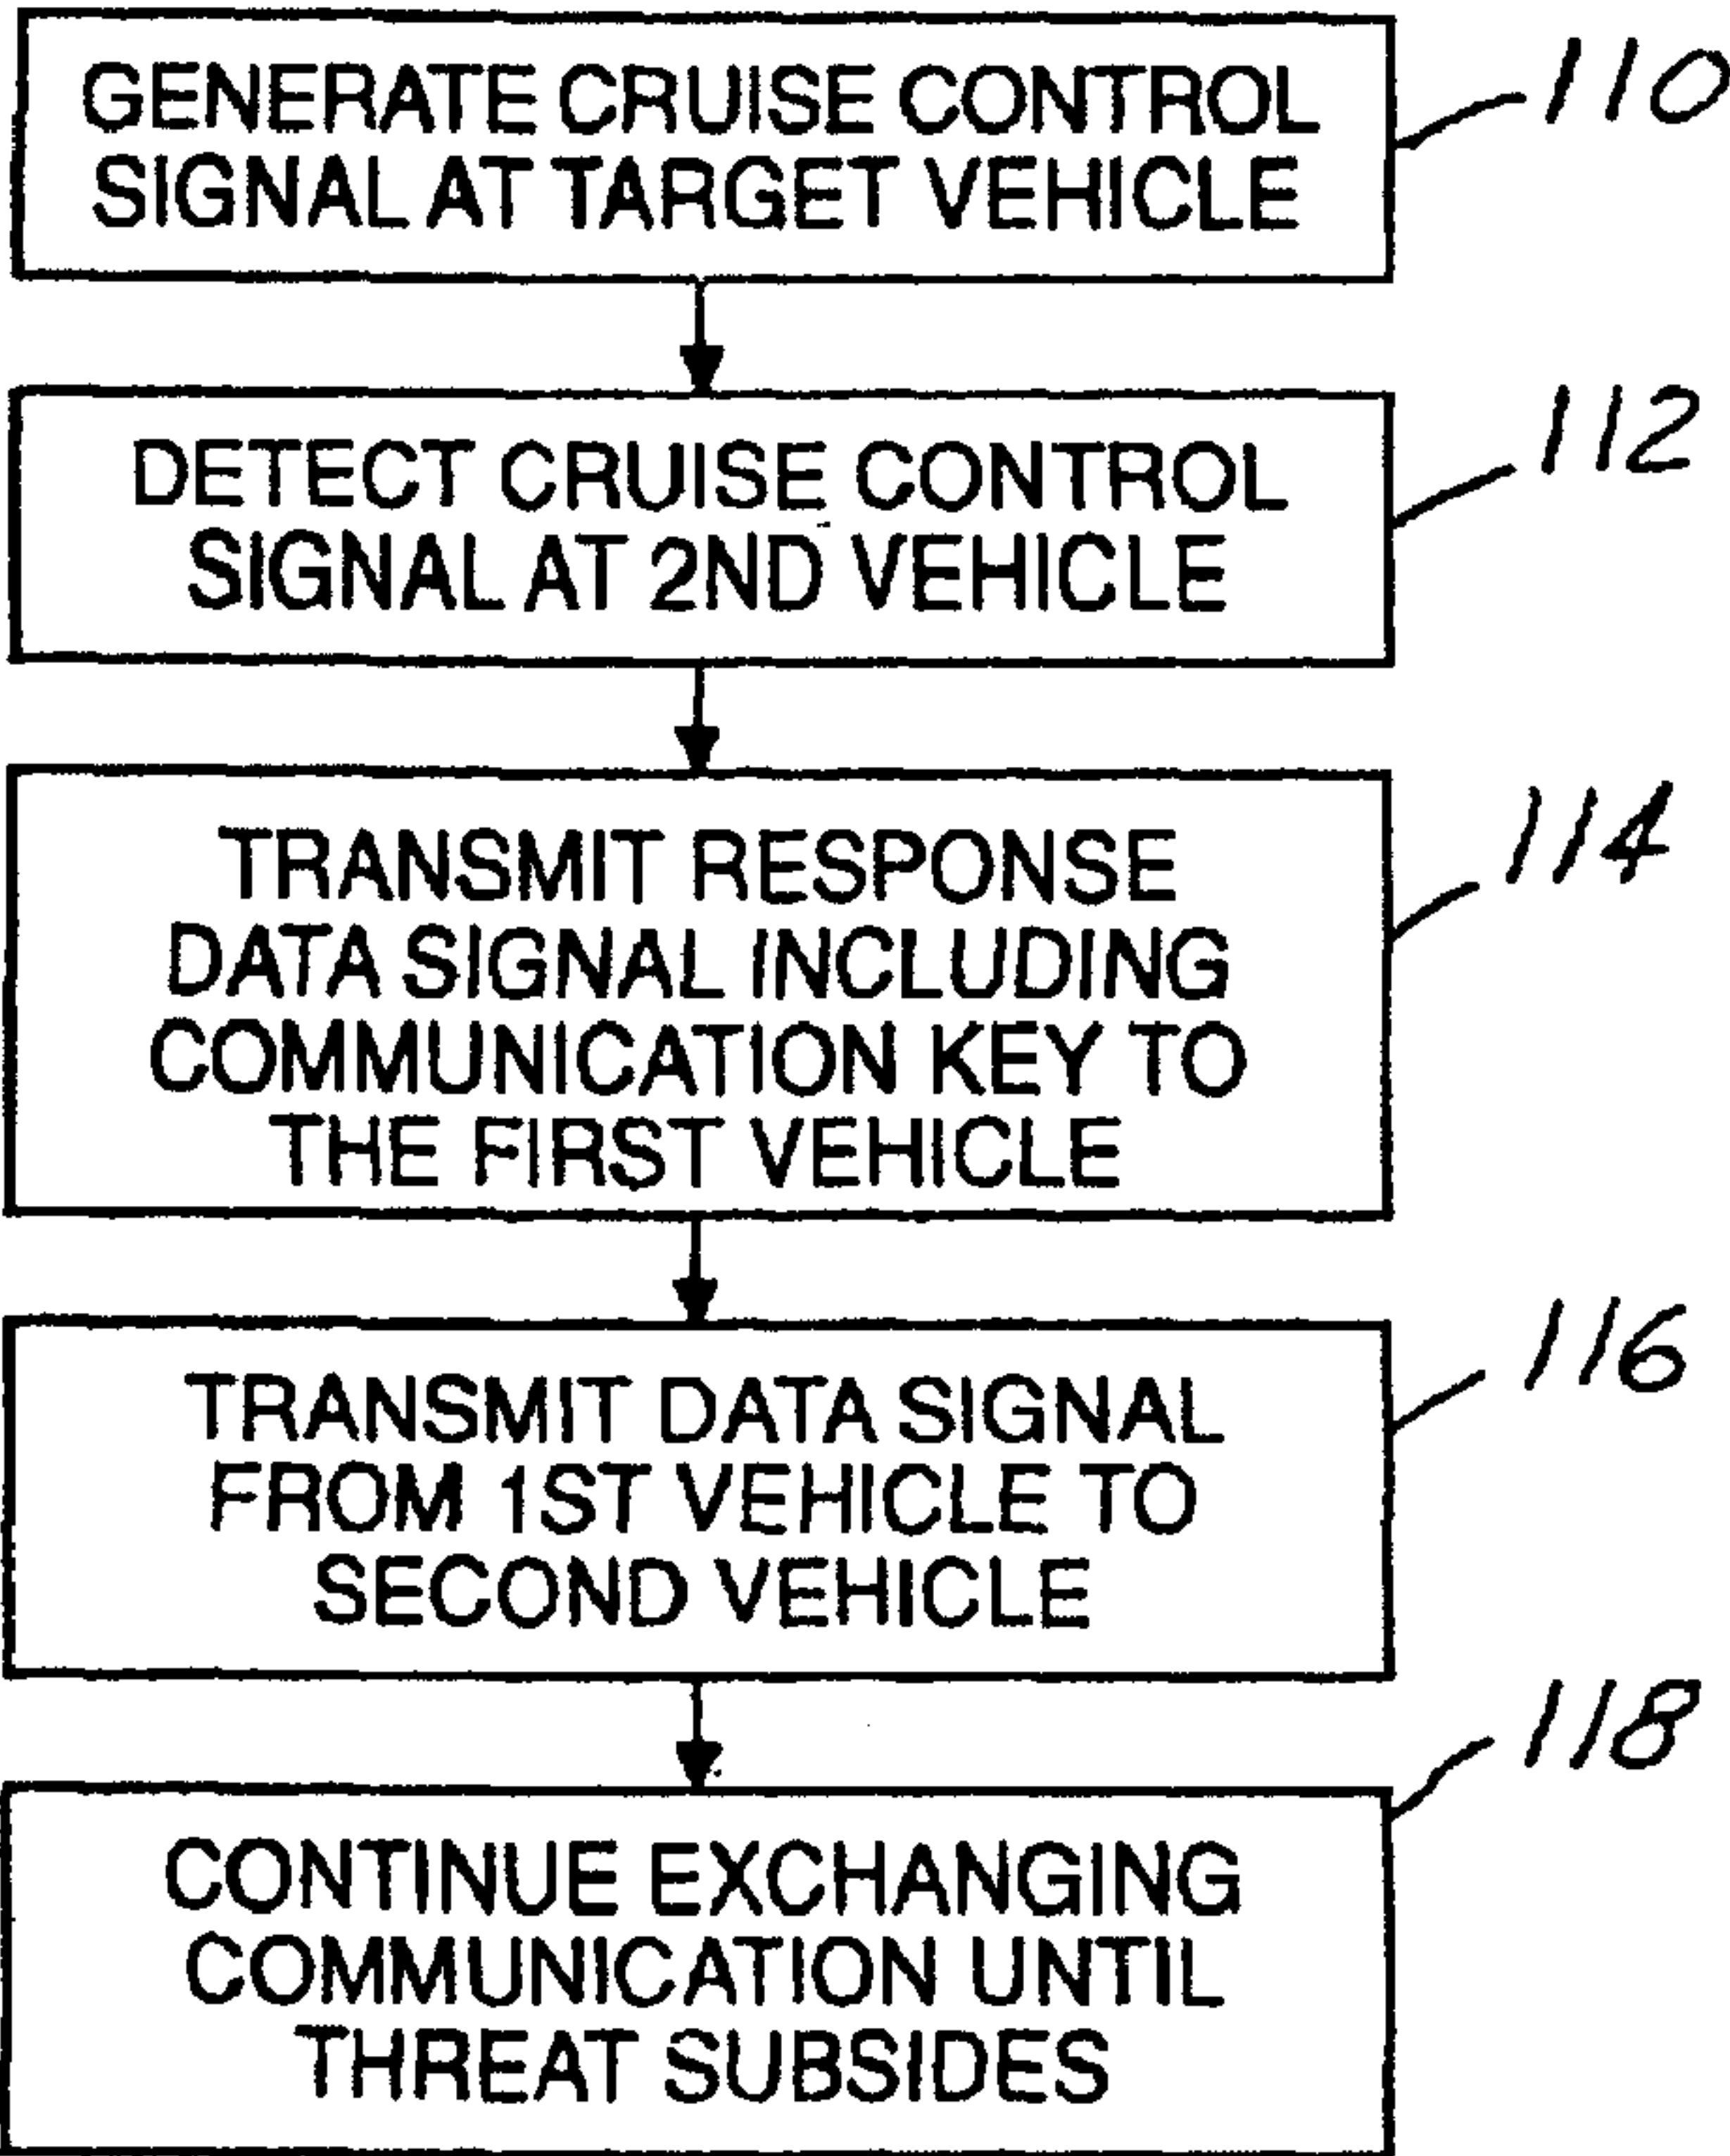 GENERATE CRUISE CONTROL
SIGNAL AT TARGET VEHICLE
110
DETECT CRUISE CONTROL
SIGNAL AT 2ND VEHICLE
112
TRANSMIT RESPONSE
DATA SIGNAL INCLUDING
COMMUNICATION KEY TO
THE FIRST VEHICLE
114
TRANSMIT DATA SIGNAL
FROM 1ST VEHICLE TO
SECOND VEHICLE
116
CONTINUE EXCHANGING
COMMUNICATION UNTIL
THREAT SUBSIDES
118